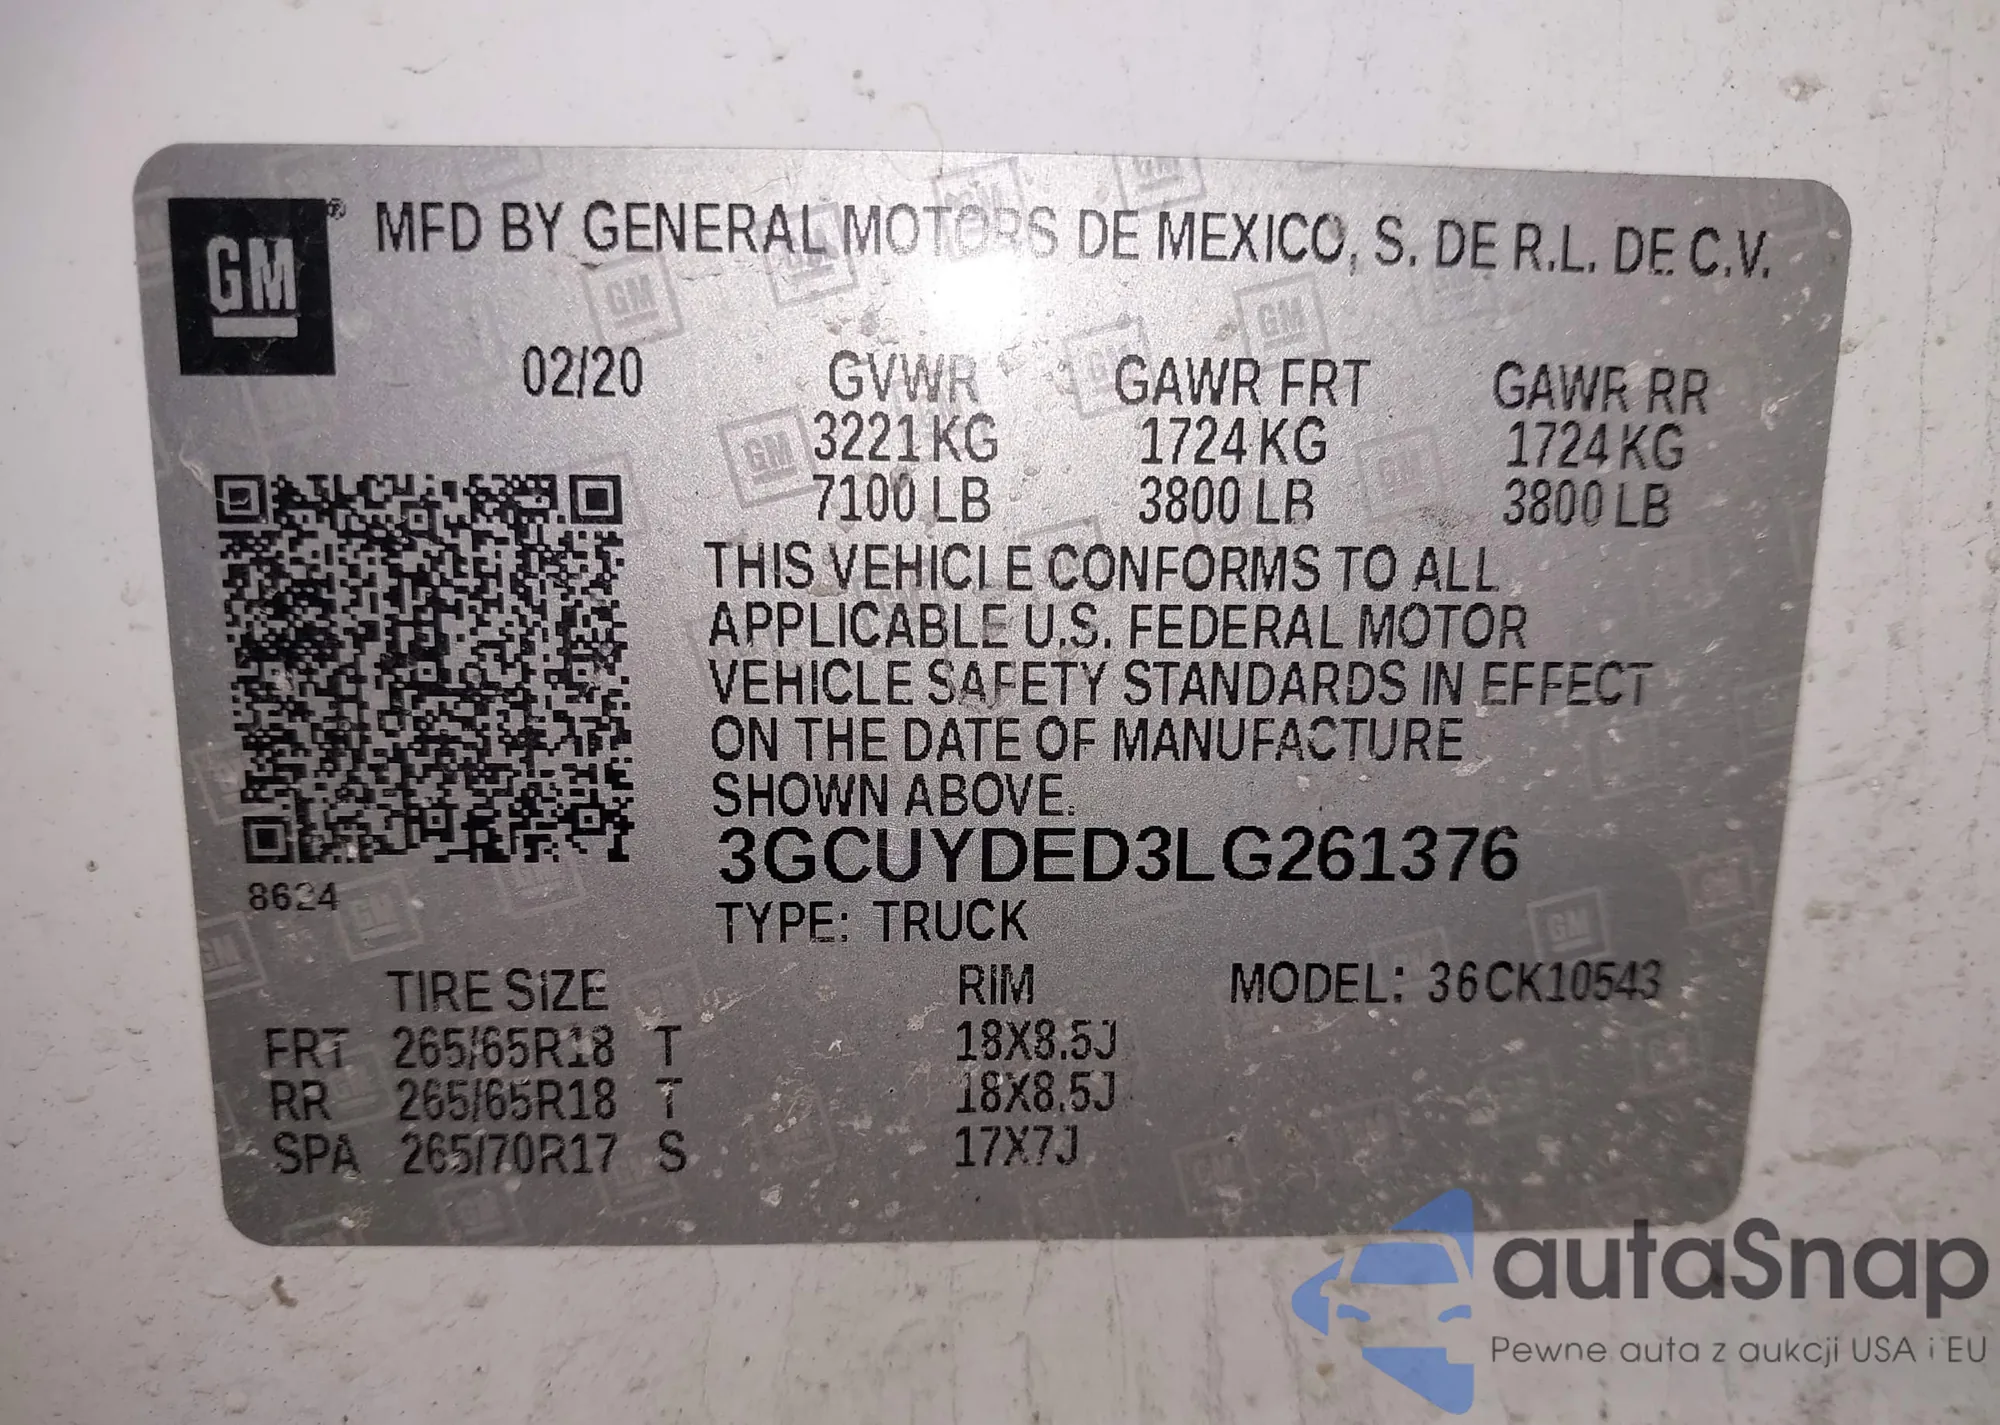 GM ® MFD BY GENERAL MOTORS DE MEXICO, S. DE R.L. DE C.V.
02/20 GVWR GAWR FRT GAWR RR
3221 KG 1724 KG 1724 KG
7100 LB 3800 LB 3800 LB
THIS VEHICLE CONFORMS TO ALL
APPLICABLE U.S. FEDERAL MOTOR
VEHICLE SAFETY STANDARDS IN EFFECT
ON THE DATE OF MANUFACTURE
SHOWN ABOVE.
3GCUYDED3LG261376
8624
TYPE: TRUCK
TIRE SIZE RIM MODEL: 36CK10543
FRT 265/65R18 T 18X8.5J
RR 265/65R18 T 18X8.5J
SPA 265/70R17 S 17X7J
autaSnap
Pewne auta z aukcji USA i EU